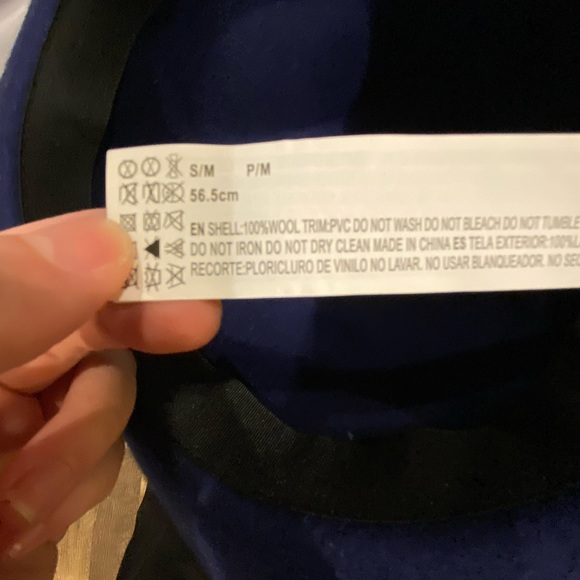 S/M P/M
56.5cm
EN SHELL:100%WOOL TRIM:PVC DO NOT WASH DO NOT BLEACH DO NOT TUMBLE
DO NOT IRON DO NOT DRY CLEAN MADE IN CHINA ES TELA EXTERIOR:100%
RECORTE:PLORICLURO DE VINILO NO LAVAR. NO USAR BLANQUEADOR. NO